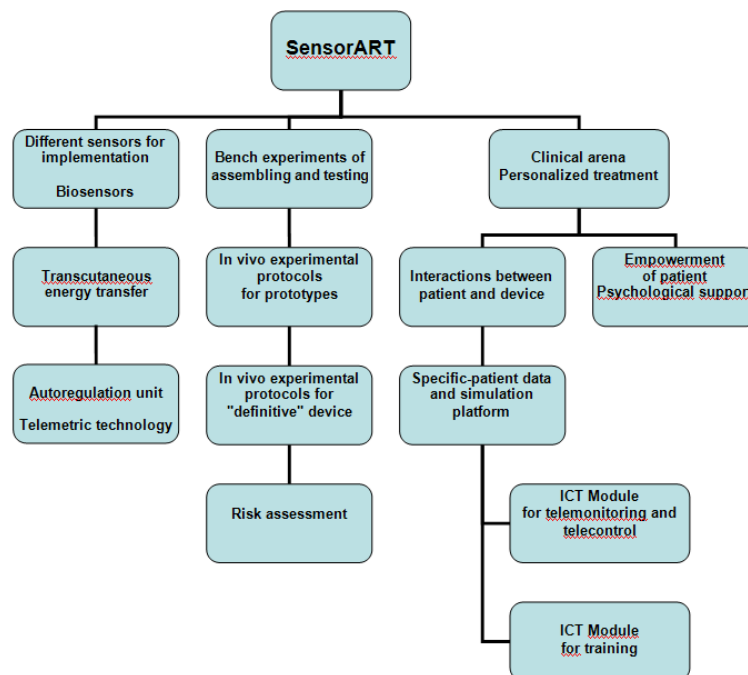 SensorART
Different sensors for
implementation
Biosensors
Bench experiments of
assembling and testing
Clinical arena
Personalized treatment
Transcutaneous
energy transfer
In vivo experimental
protocols
for prototypes
Interactions between
patient and device
Empowerment
of patient
Psychological support
Autoregulation unit
Telemetric technology
In vivo experimental
protocols for
"definitive" device
Specific-patient data
and simulation
platform
Risk assessment
ICT Module
for telemonitoring and
telecontrol
ICT Module
for training